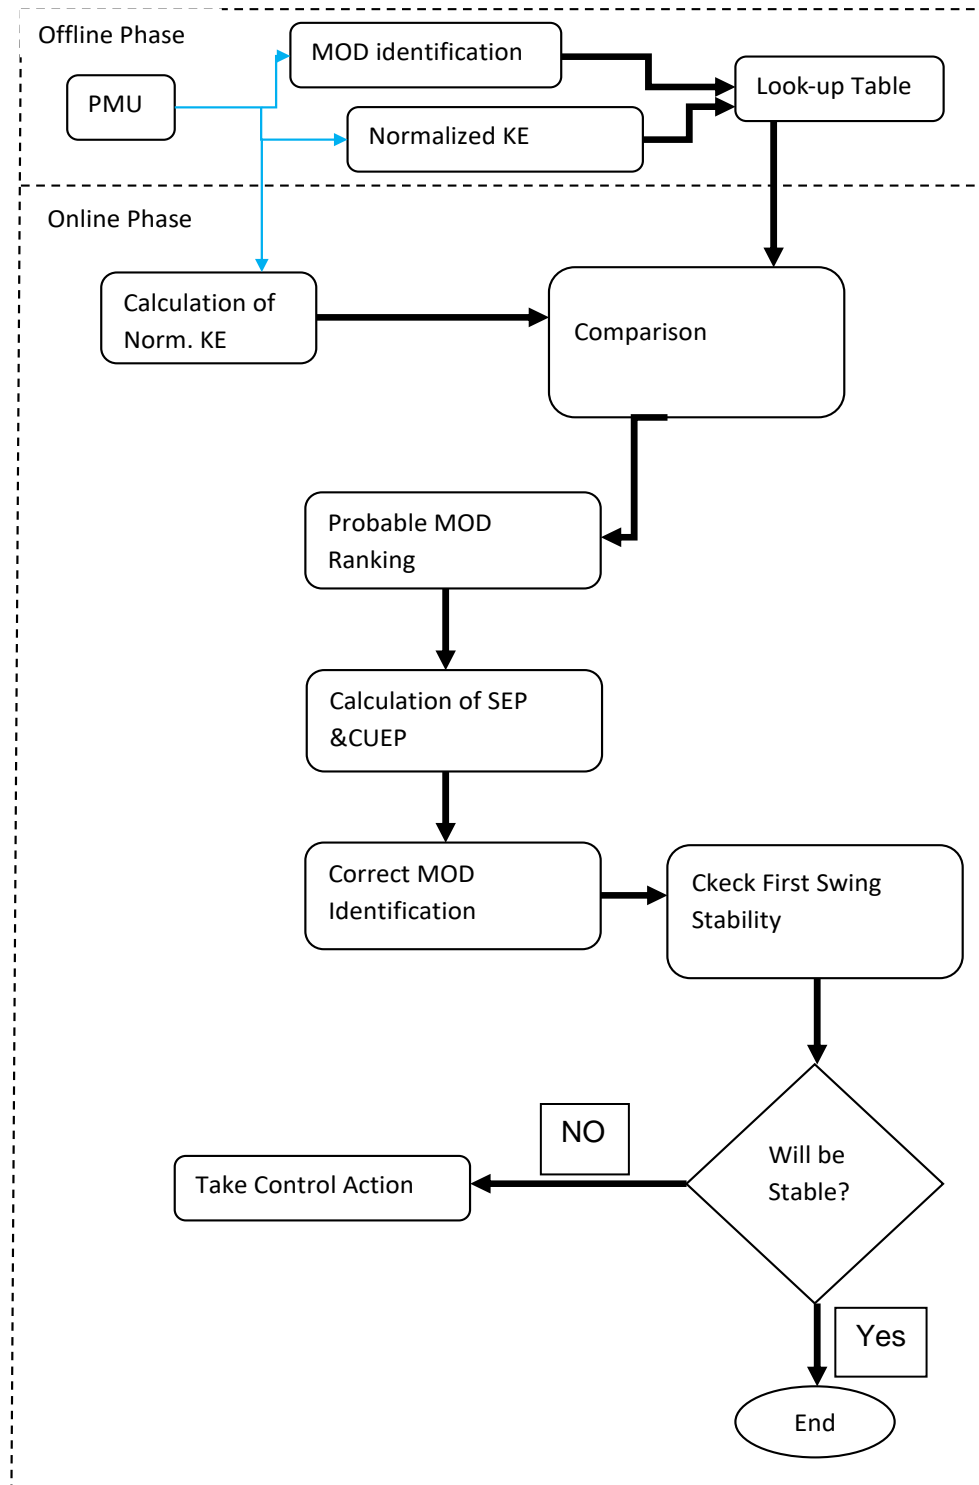 Offline Phase
MOD identification
PMU
Look-up Table
Normalized KE
Online Phase
Calculation of
Norm. KE
Comparison
Probable MOD
Ranking
Calculation of SEP
&CUEP
Correct MOD
Identification
Ckeck First Swing
Stability
NO
Will be
Stable?
Take Control Action
Yes
End